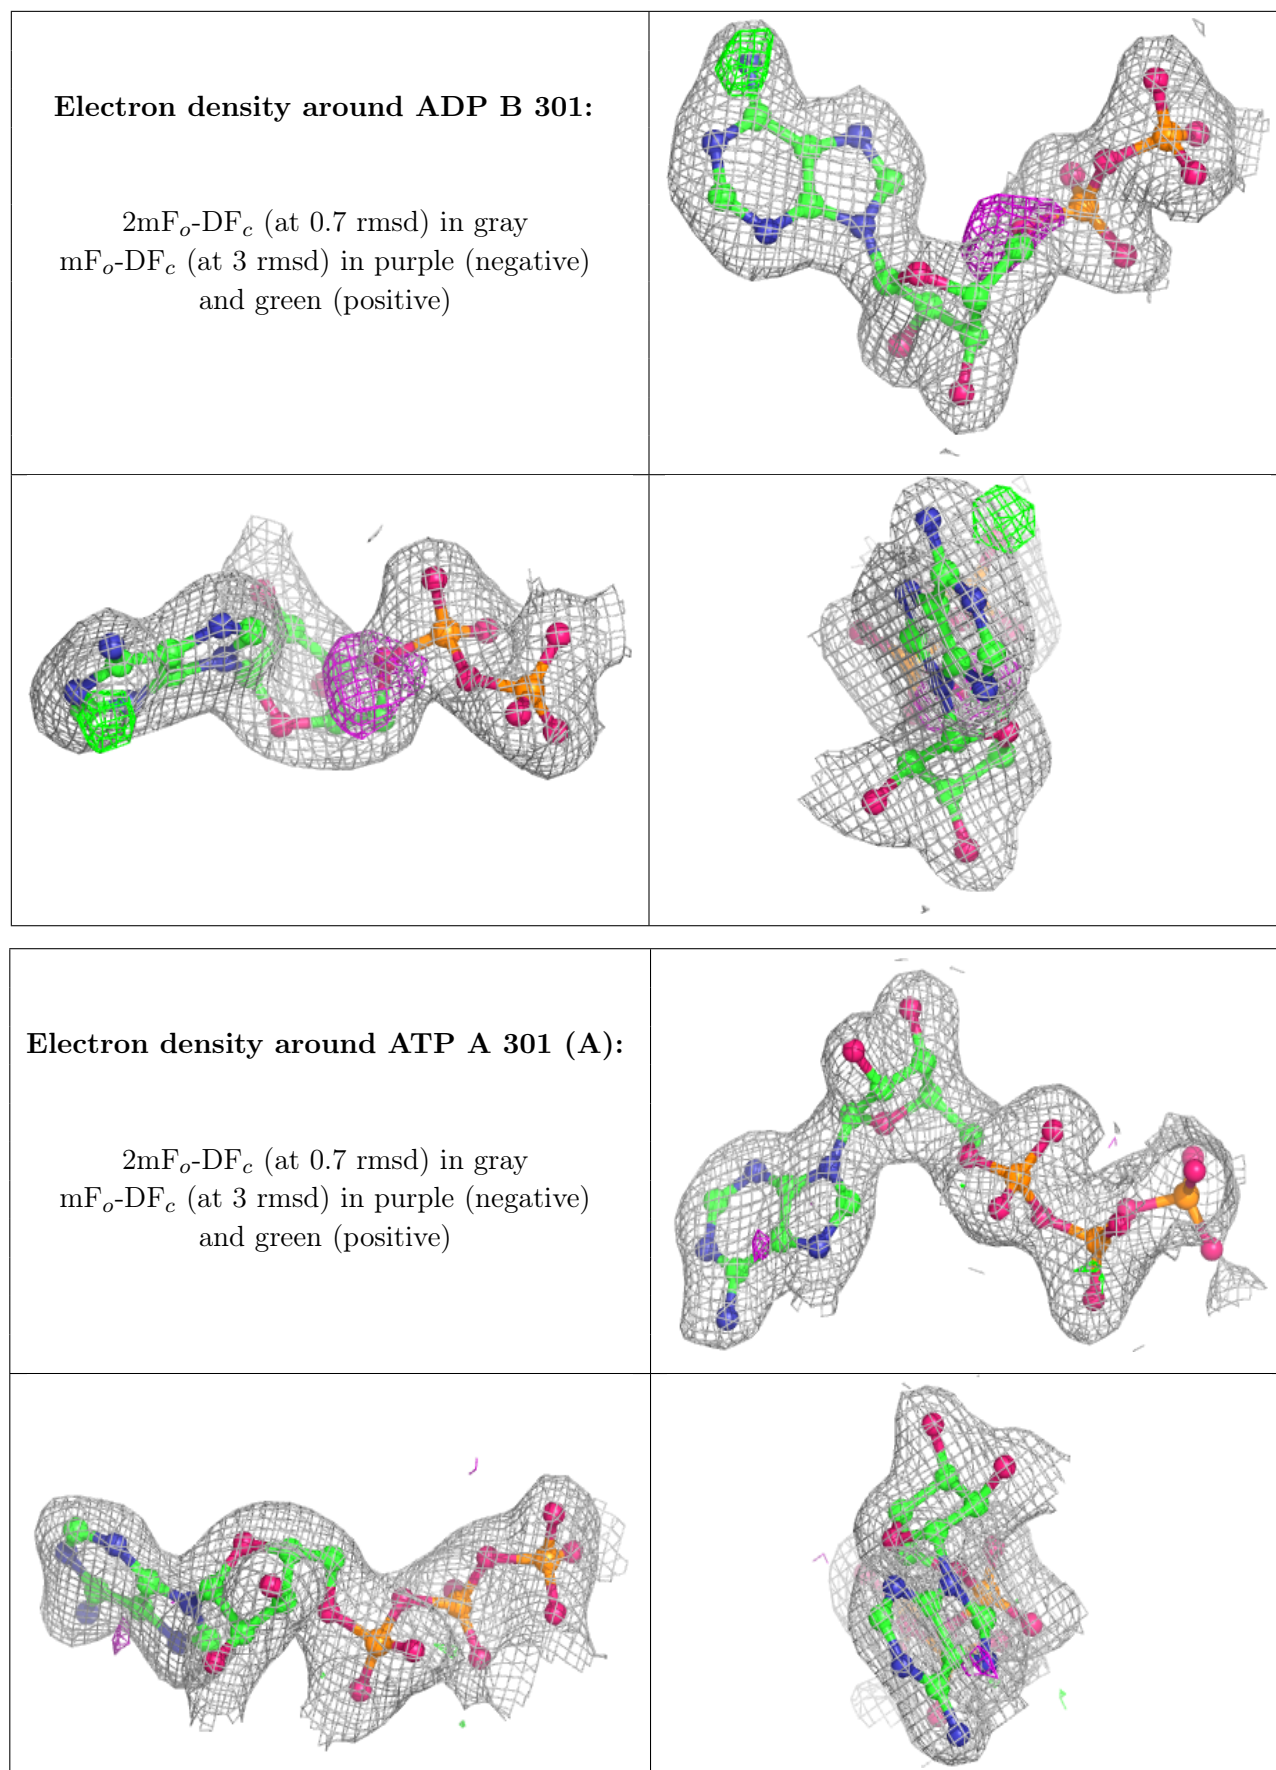 Electron density around ADP B 301:
2mFₒ-DF𝒸 (at 0.7 rmsd) in gray
mFₒ-DF𝒸 (at 3 rmsd) in purple (negative)
and green (positive)
Electron density around ATP A 301 (A):
2mFₒ-DF𝒸 (at 0.7 rmsd) in gray
mFₒ-DF𝒸 (at 3 rmsd) in purple (negative)
and green (positive)